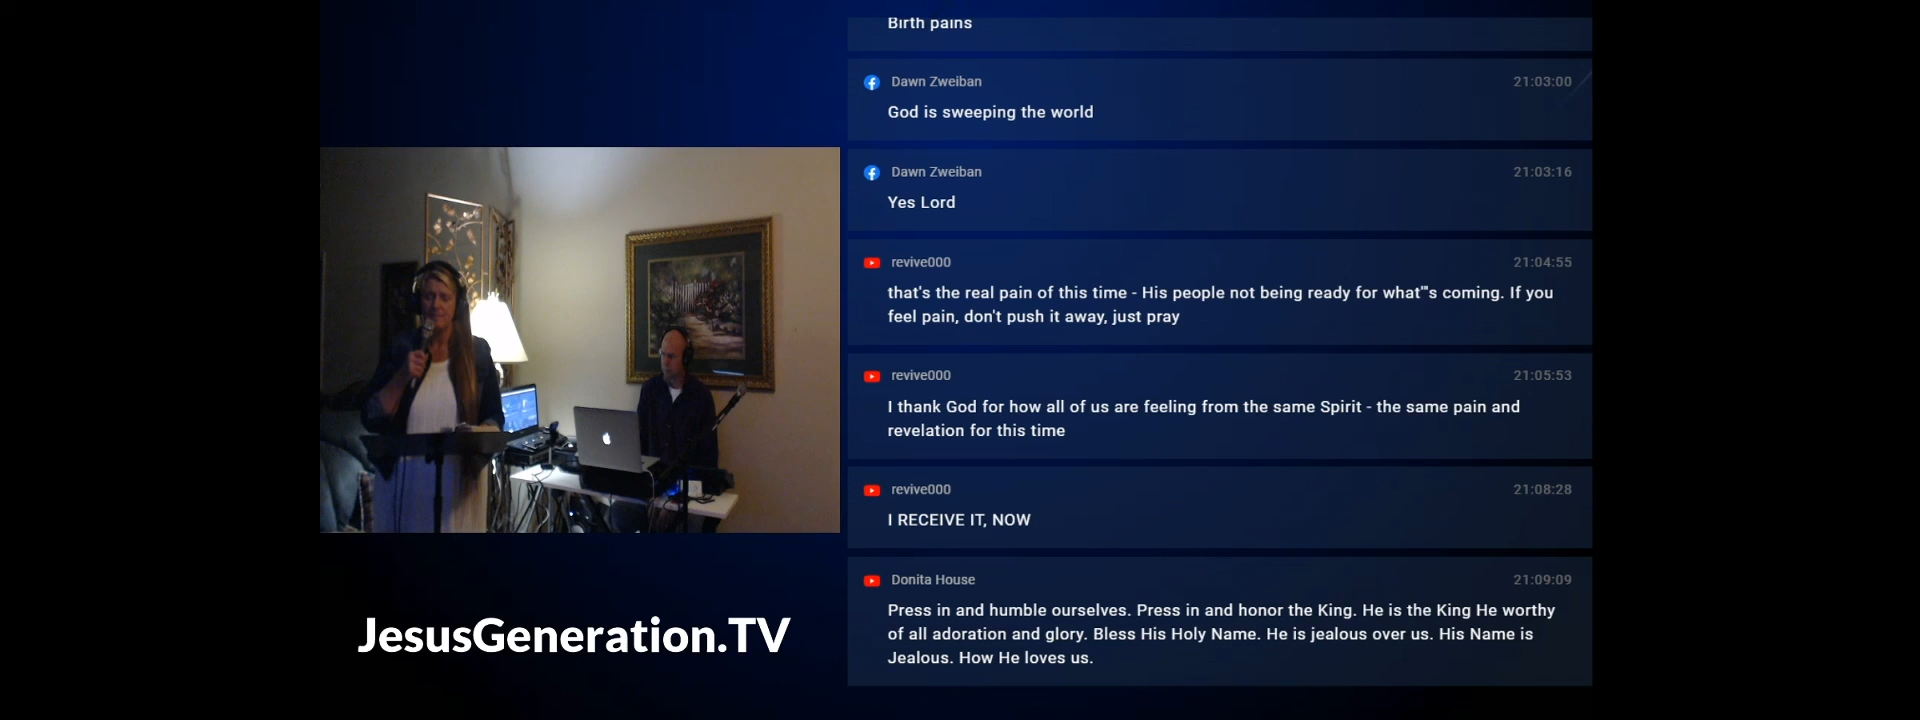 Birth pains
Dawn Zweiban 21:03:00
God is sweeping the world
Dawn Zweiban 21:03:16
Yes Lord
revive000 21:04:55
that's the real pain of this time - His people not being ready for what'"s coming. If you
feel pain, don't push it away, just pray
revive000 21:05:53
I thank God for how all of us are feeling from the same Spirit - the same pain and
revelation for this time
revive000 21:08:28
I RECEIVE IT, NOW
Donita House 21:09:09
Press in and humble ourselves. Press in and honor the King. He is the King He worthy
of all adoration and glory. Bless His Holy Name. He is jealous over us. His Name is
Jealous. How He loves us.
JesusGeneration.TV